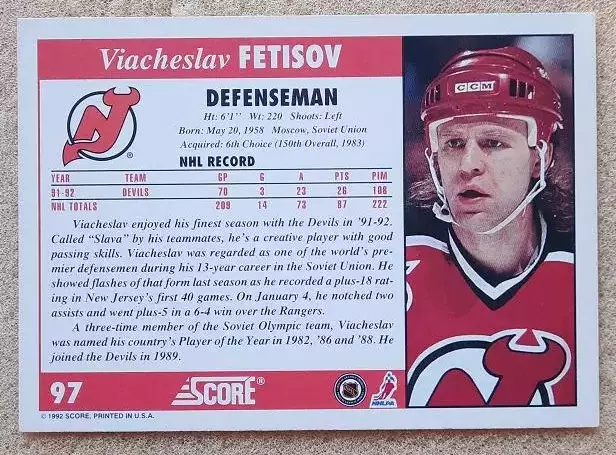 Viacheslav FETISOV
DEFENSEMAN
Ht: 6'1" Wt: 220 Shoots: Left
Born: May 20, 1958 Moscow, Soviet Union
Acquired: 6th Choice (150th Overall, 1983)
NHL RECORD
YEAR TEAM GP G A PTS PIM
91-92 DEVILS 70 3 23 26 108
NHL TOTALS 209 14 73 87 222
Viacheslav enjoyed his finest season with the Devils in '91-92.
Called "Slava" by his teammates, he's a creative player with good
passing skills. Viacheslav was regarded as one of the world's pre-
mier defensemen during his 13-year career in the Soviet Union. He
showed flashes of that form last season as he recorded a plus-18 rat-
ing in New Jersey's first 40 games. On January 4, he notched two
assists and went plus-5 in a 6-4 win over the Rangers.
A three-time member of the Soviet Olympic team, Viacheslav
was named his country's Player of the Year in 1982, '86 and '88. He
joined the Devils in 1989.
97 SCORE® NHL NHLPA
© 1992 SCORE, PRINTED IN U.S.A.
CCM